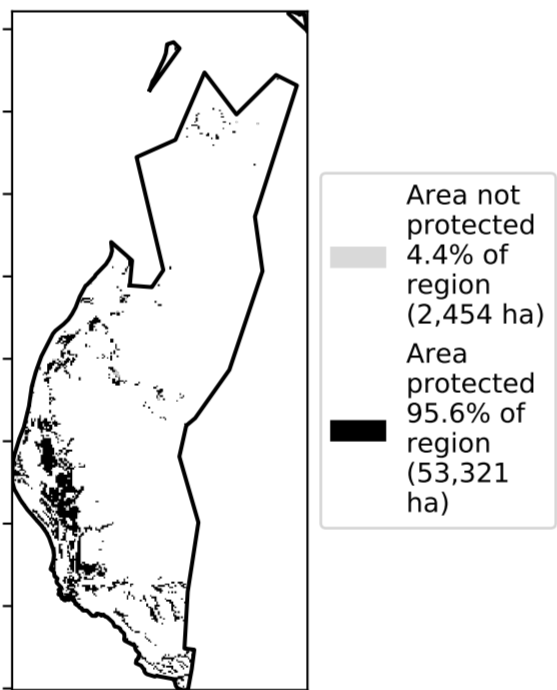 Area not
protected
4.4% of
region
(2,454 ha)
Area
protected
95.6% of
region
(53,321
ha)